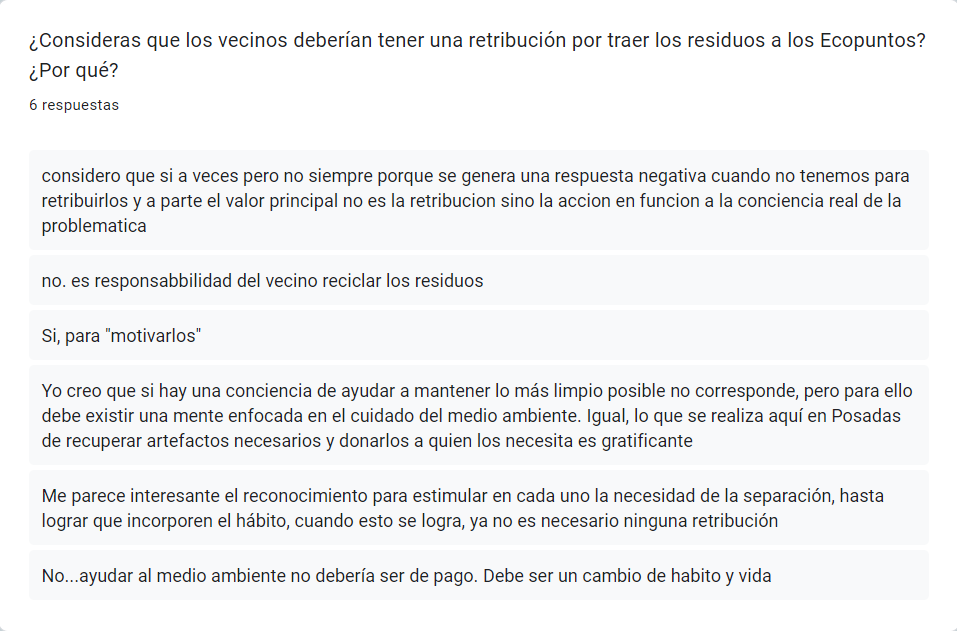 ¿Consideras que los vecinos deberían tener una retribución por traer los residuos a los Ecopuntos?
¿Por qué?
6 respuestas
considero que si a veces pero no siempre porque se genera una respuesta negativa cuando no tenemos para
retribuirlos y a parte el valor principal no es la retribucion sino la accion en funcion a la conciencia real de la
problematica
no. es responsabbilidad del vecino reciclar los residuos
Si, para "motivarlos"
Yo creo que si hay una conciencia de ayudar a mantener lo más limpio posible no corresponde, pero para ello
debe existir una mente enfocada en el cuidado del medio ambiente. Igual, lo que se realiza aquí en Posadas
de recuperar artefactos necesarios y donarlos a quien los necesita es gratificante
Me parece interesante el reconocimiento para estimular en cada uno la necesidad de la separación, hasta
lograr que incorporen el hábito, cuando esto se logra, ya no es necesario ninguna retribución
No...ayudar al medio ambiente no debería ser de pago. Debe ser un cambio de habito y vida